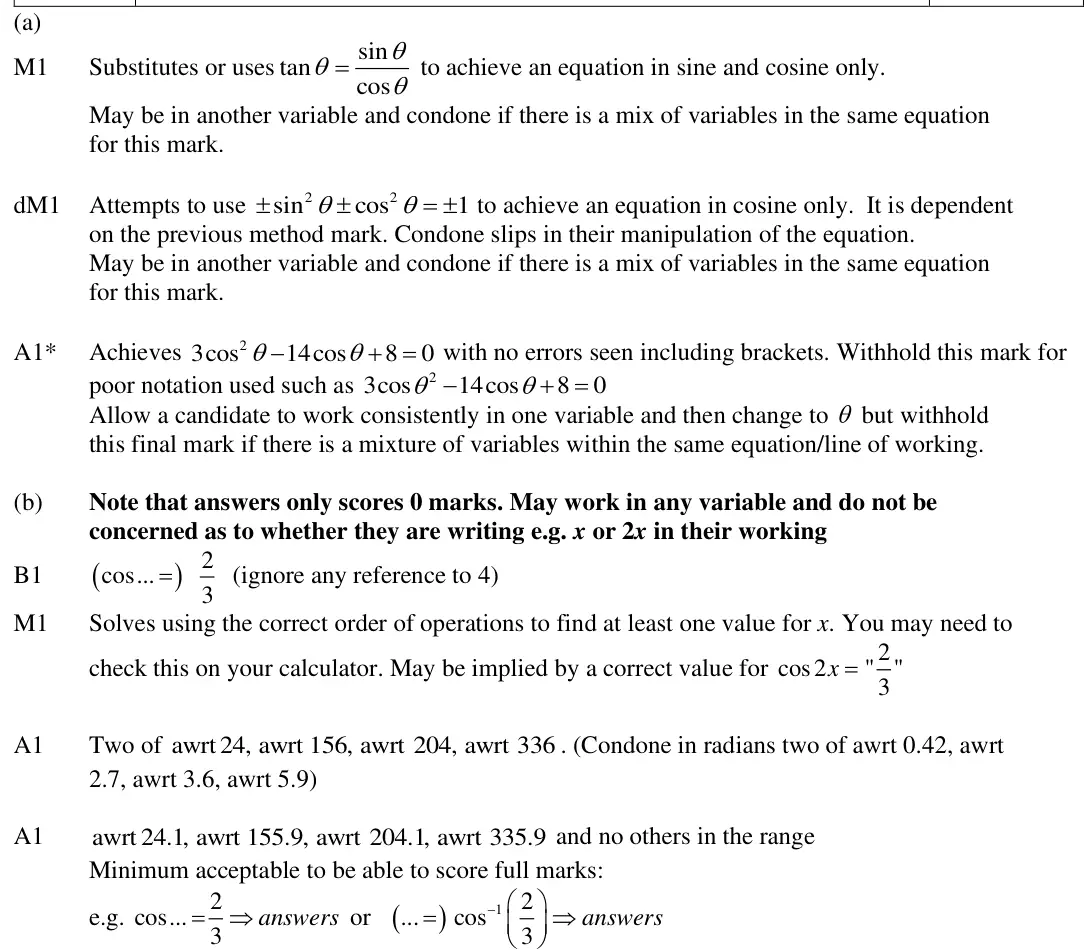 (a)
M1 Substitutes or uses tan θ = sin θ / cos θ to achieve an equation in sine and cosine only.
May be in another variable and condone if there is a mix of variables in the same equation
for this mark.
dM1 Attempts to use ±sin² θ ± cos² θ = ±1 to achieve an equation in cosine only. It is dependent
on the previous method mark. Condone slips in their manipulation of the equation.
May be in another variable and condone if there is a mix of variables in the same equation
for this mark.
A1* Achieves 3cos² θ − 14cos θ + 8 = 0 with no errors seen including brackets. Withhold this mark for
poor notation used such as 3cos θ² − 14cos θ + 8 = 0
Allow a candidate to work consistently in one variable and then change to θ but withhold
this final mark if there is a mixture of variables within the same equation/line of working.
(b) Note that answers only scores 0 marks. May work in any variable and do not be
concerned as to whether they are writing e.g. x or 2x in their working
B1 (cos... =) 2/3 (ignore any reference to 4)
M1 Solves using the correct order of operations to find at least one value for x. You may need to
check this on your calculator. May be implied by a correct value for cos 2x = "2/3"
A1 Two of awrt 24, awrt 156, awrt 204, awrt 336 . (Condone in radians two of awrt 0.42, awrt
2.7, awrt 3.6, awrt 5.9)
A1 awrt 24.1, awrt 155.9, awrt 204.1, awrt 335.9 and no others in the range
Minimum acceptable to be able to score full marks:
e.g. cos... = 2/3 ⇒ answers or (... =) cos⁻¹(2/3) ⇒ answers